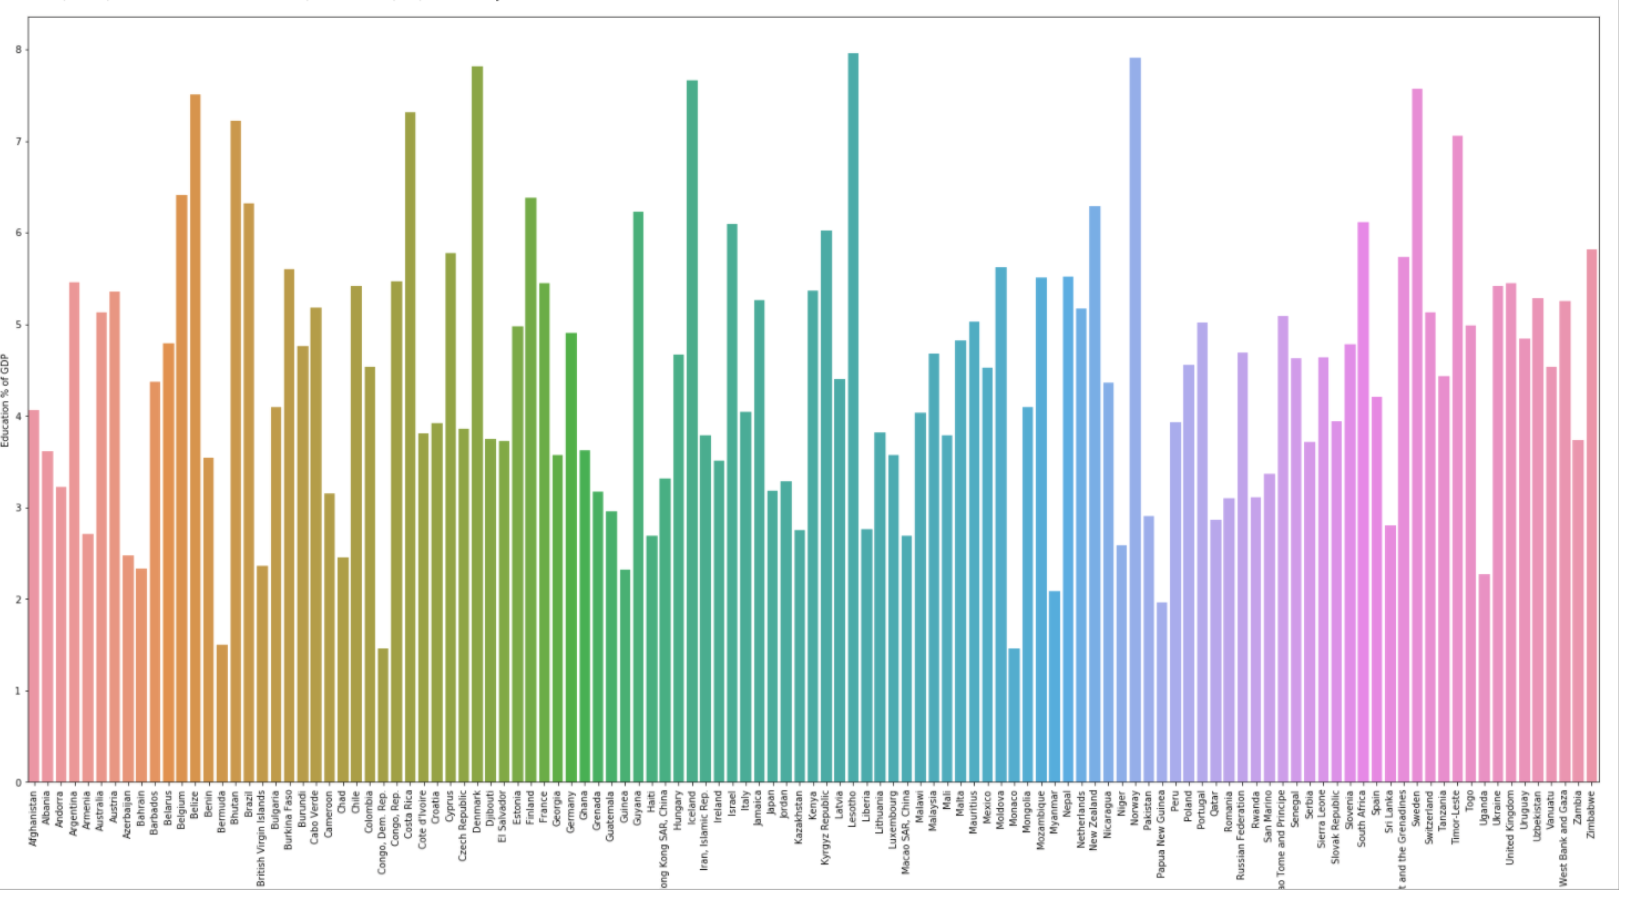 8
7
6
5
4
3
2
1
0
Education % of GDP
Afghanistan
Albania
Andorra
Argentina
Armenia
Australia
Austria
Azerbaijan
Bahrain
Barbados
Belarus
Belgium
Belize
Benin
Bermuda
Bhutan
Brazil
British Virgin Islands
Bulgaria
Burkina Faso
Burundi
Cabo Verde
Cameroon
Chad
Chile
Colombia
Congo, Dem. Rep.
Congo, Rep.
Costa Rica
Cote d'Ivoire
Croatia
Cyprus
Czech Republic
Denmark
Djibouti
El Salvador
Estonia
Finland
France
Georgia
Germany
Ghana
Grenada
Guatemala
Guinea
Guyana
Haiti
ong Kong SAR, China
Hungary
Iceland
Iran, Islamic Rep.
Ireland
Israel
Italy
Jamaica
Japan
Jordan
Kazakhstan
Kenya
Kyrgyz Republic
Latvia
Lesotho
Liberia
Lithuania
Luxembourg
Macao SAR, China
Malawi
Malaysia
Mali
Malta
Mauritius
Mexico
Moldova
Monaco
Mongolia
Mozambique
Myanmar
Nepal
Netherlands
New Zealand
Nicaragua
Niger
Norway
Pakistan
Papua New Guinea
Peru
Poland
Portugal
Qatar
Romania
Russian Federation
Rwanda
San Marino
ao Tome and Principe
Senegal
Serbia
Sierra Leone
Slovak Republic
Slovenia
South Africa
Spain
Sri Lanka
t and the Grenadines
Sweden
Switzerland
Tanzania
Timor-Leste
Togo
Uganda
Ukraine
United Kingdom
Uruguay
Uzbekistan
Vanuatu
West Bank and Gaza
Zambia
Zimbabwe